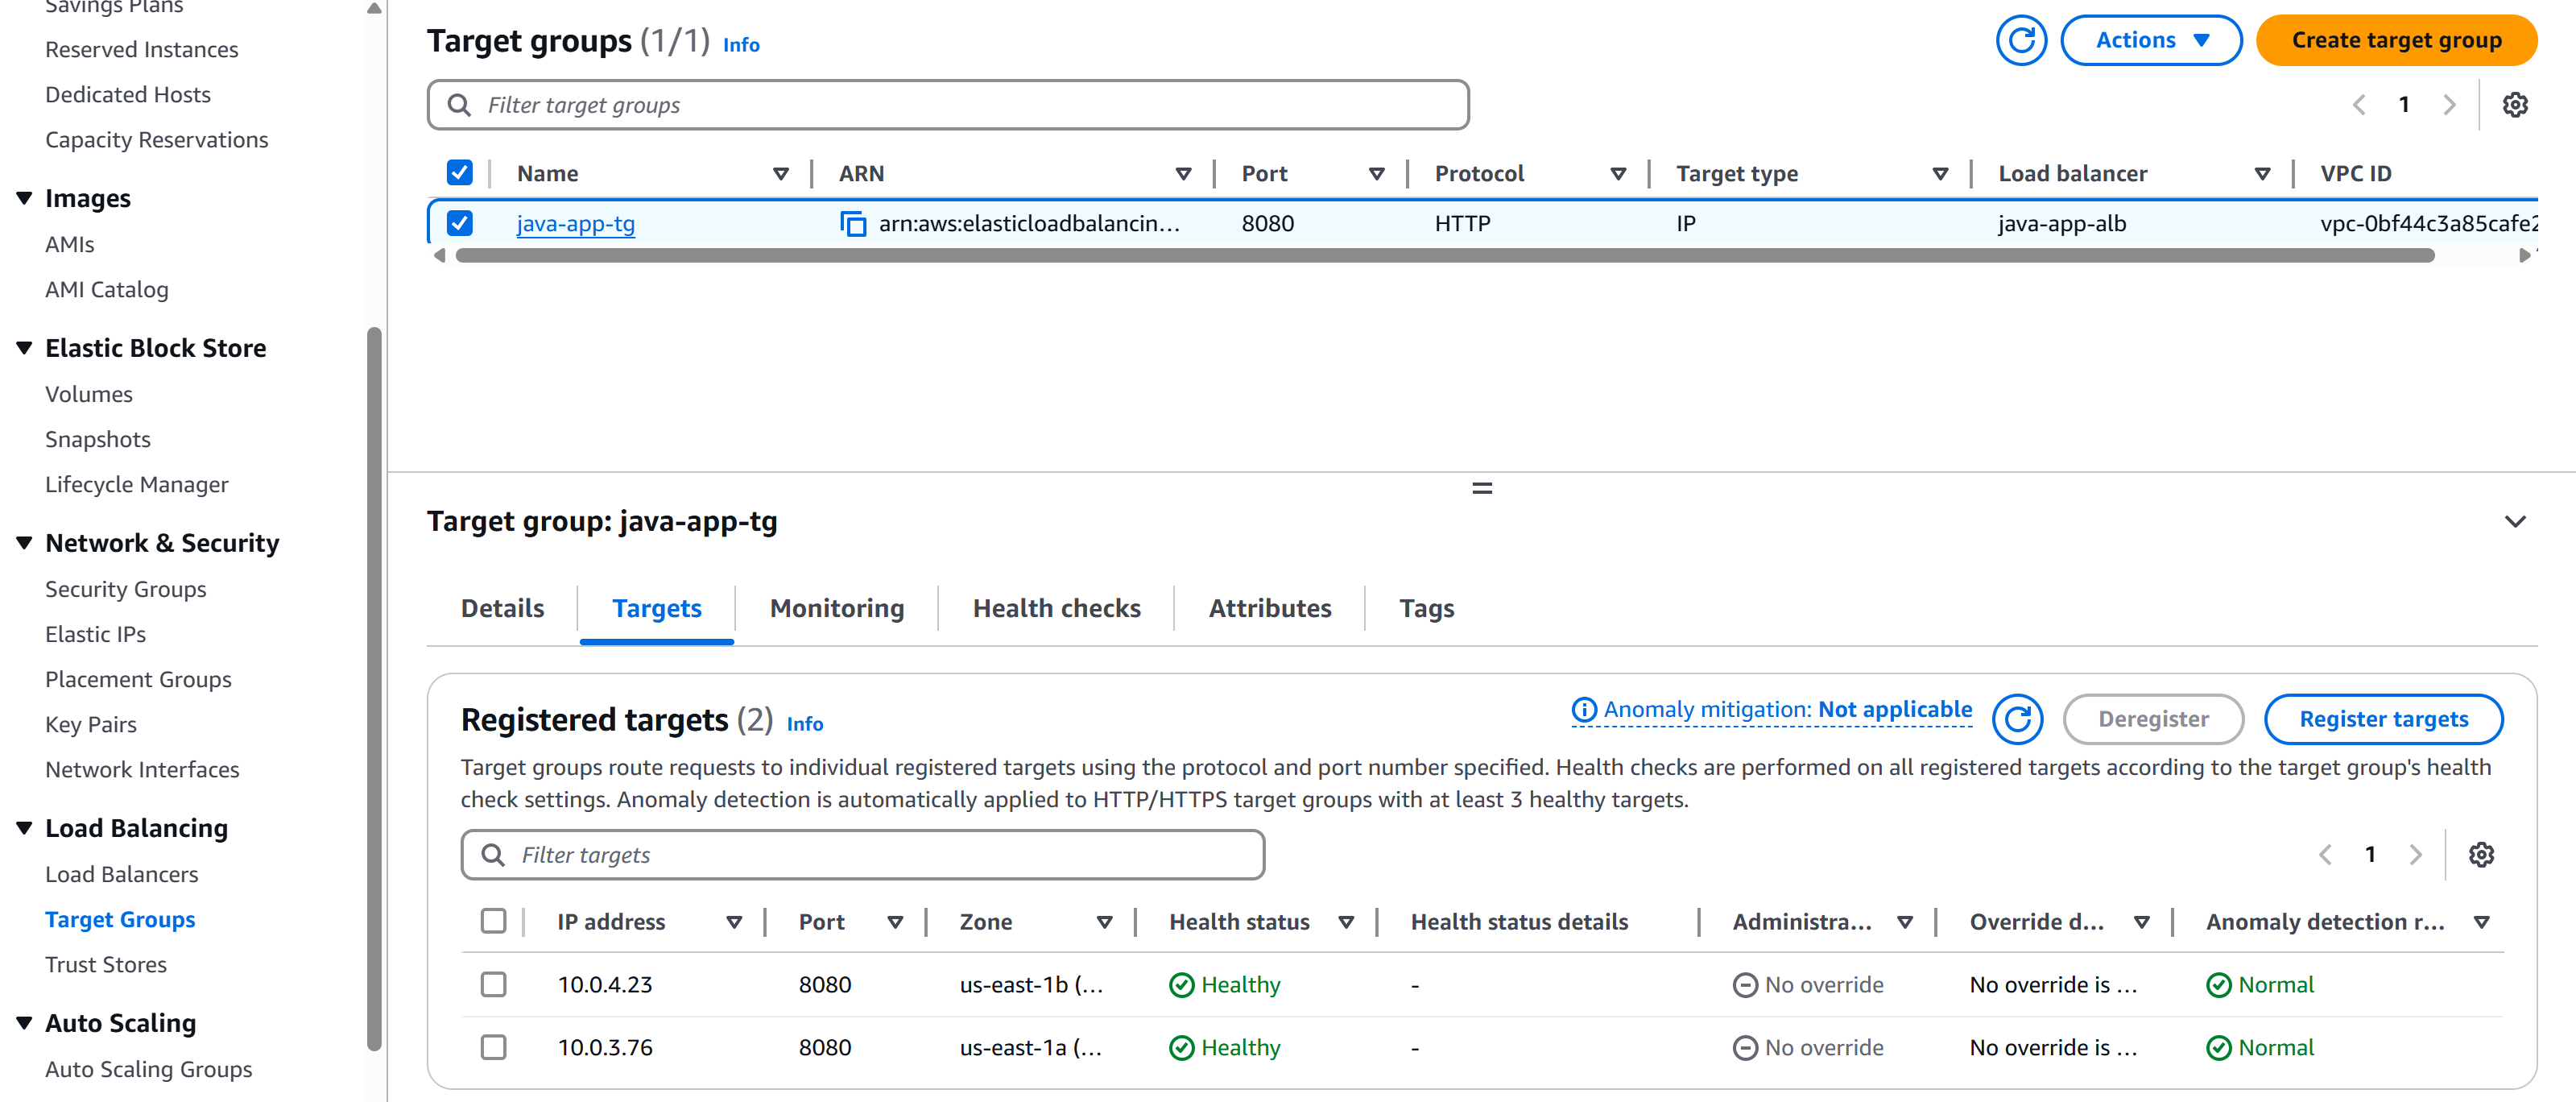 Savings Plans
Reserved Instances
Dedicated Hosts
Capacity Reservations
Images
AMIs
AMI Catalog
Elastic Block Store
Volumes
Snapshots
Lifecycle Manager
Network & Security
Security Groups
Elastic IPs
Placement Groups
Key Pairs
Network Interfaces
Load Balancing
Load Balancers
Target Groups
Trust Stores
Auto Scaling
Auto Scaling Groups
Target groups (1/1) Info
Actions
Create target group
Filter target groups
1
Name ARN Port Protocol Target type Load balancer VPC ID
java-app-tg arn:aws:elasticloadbalancin... 8080 HTTP IP java-app-alb vpc-0bf44c3a85cafe2
Target group: java-app-tg
Details Targets Monitoring Health checks Attributes Tags
Registered targets (2) Info
Anomaly mitigation: Not applicable
Deregister
Register targets
Target groups route requests to individual registered targets using the protocol and port number specified. Health checks are performed on all registered targets according to the target group's health
check settings. Anomaly detection is automatically applied to HTTP/HTTPS target groups with at least 3 healthy targets.
Filter targets
1
IP address Port Zone Health status Health status details Administra... Override d... Anomaly detection r...
10.0.4.23 8080 us-east-1b (... Healthy - No override No override is ... Normal
10.0.3.76 8080 us-east-1a (... Healthy - No override No override is ... Normal